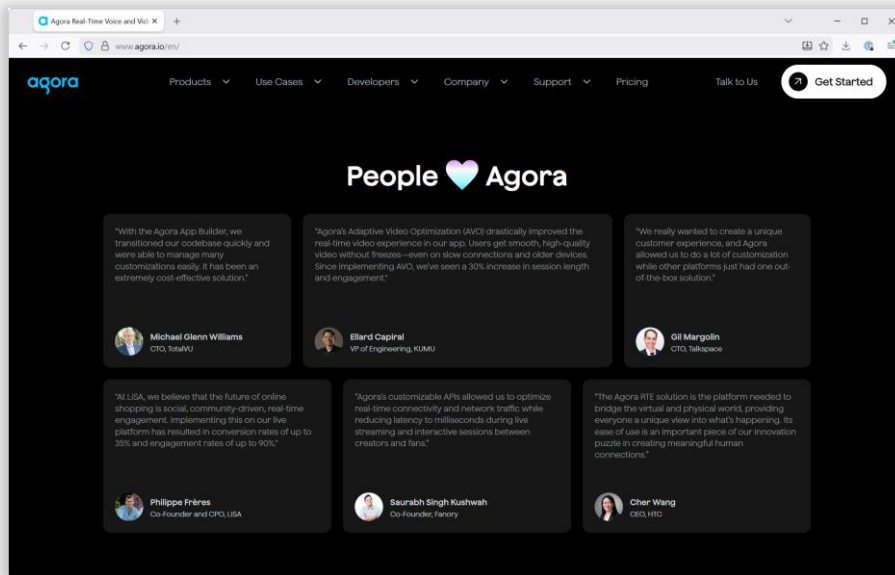 Agora Real-Time Voice and Vid
www.agora.io/en/
agora
Products
Use Cases
Developers
Company
Support
Pricing
Talk to Us
Get Started
People Agora
"With the Agora App Builder, we
transitioned our codebase quickly and
were able to manage many
customizations easily. It has been an
extremely cost-effective solution."
Michael Glenn Williams
CTO, TotalVU
"Agora's Adaptive Video Optimization (AVO) drastically improved the
real-time video experience in our app. Users get smooth, high-quality
video without freezes—even on slow connections and older devices.
Since implementing AVO, we've seen a 30% increase in session length
and engagement."
Ellard Capiral
VP of Engineering, KUMU
"We really wanted to create a unique
customer experience, and Agora
allowed us to do a lot of customization
while other platforms just had one out-
of-the-box solution."
Gil Margolin
CTO, Talkspace
"At LiSA, we believe that the future of online
shopping is social, community-driven, real-time
engagement. Implementing this on our live
platform has resulted in conversion rates of up to
35% and engagement rates of up to 90%."
Philippe Frères
Co-Founder and CPO, LiSA
"Agora's customizable APIs allowed us to optimize
real-time connectivity and network traffic while
reducing latency to milliseconds during live
streaming and interactive sessions between
creators and fans."
Saurabh Singh Kushwah
Co-Founder, Fanory
"The Agora RTE solution is the platform needed to
bridge the virtual and physical world, providing
everyone a unique view into what's happening. Its
ease of use is an important piece of our innovation
puzzle in creating meaningful human
connections."
Cher Wang
CEO, HTC